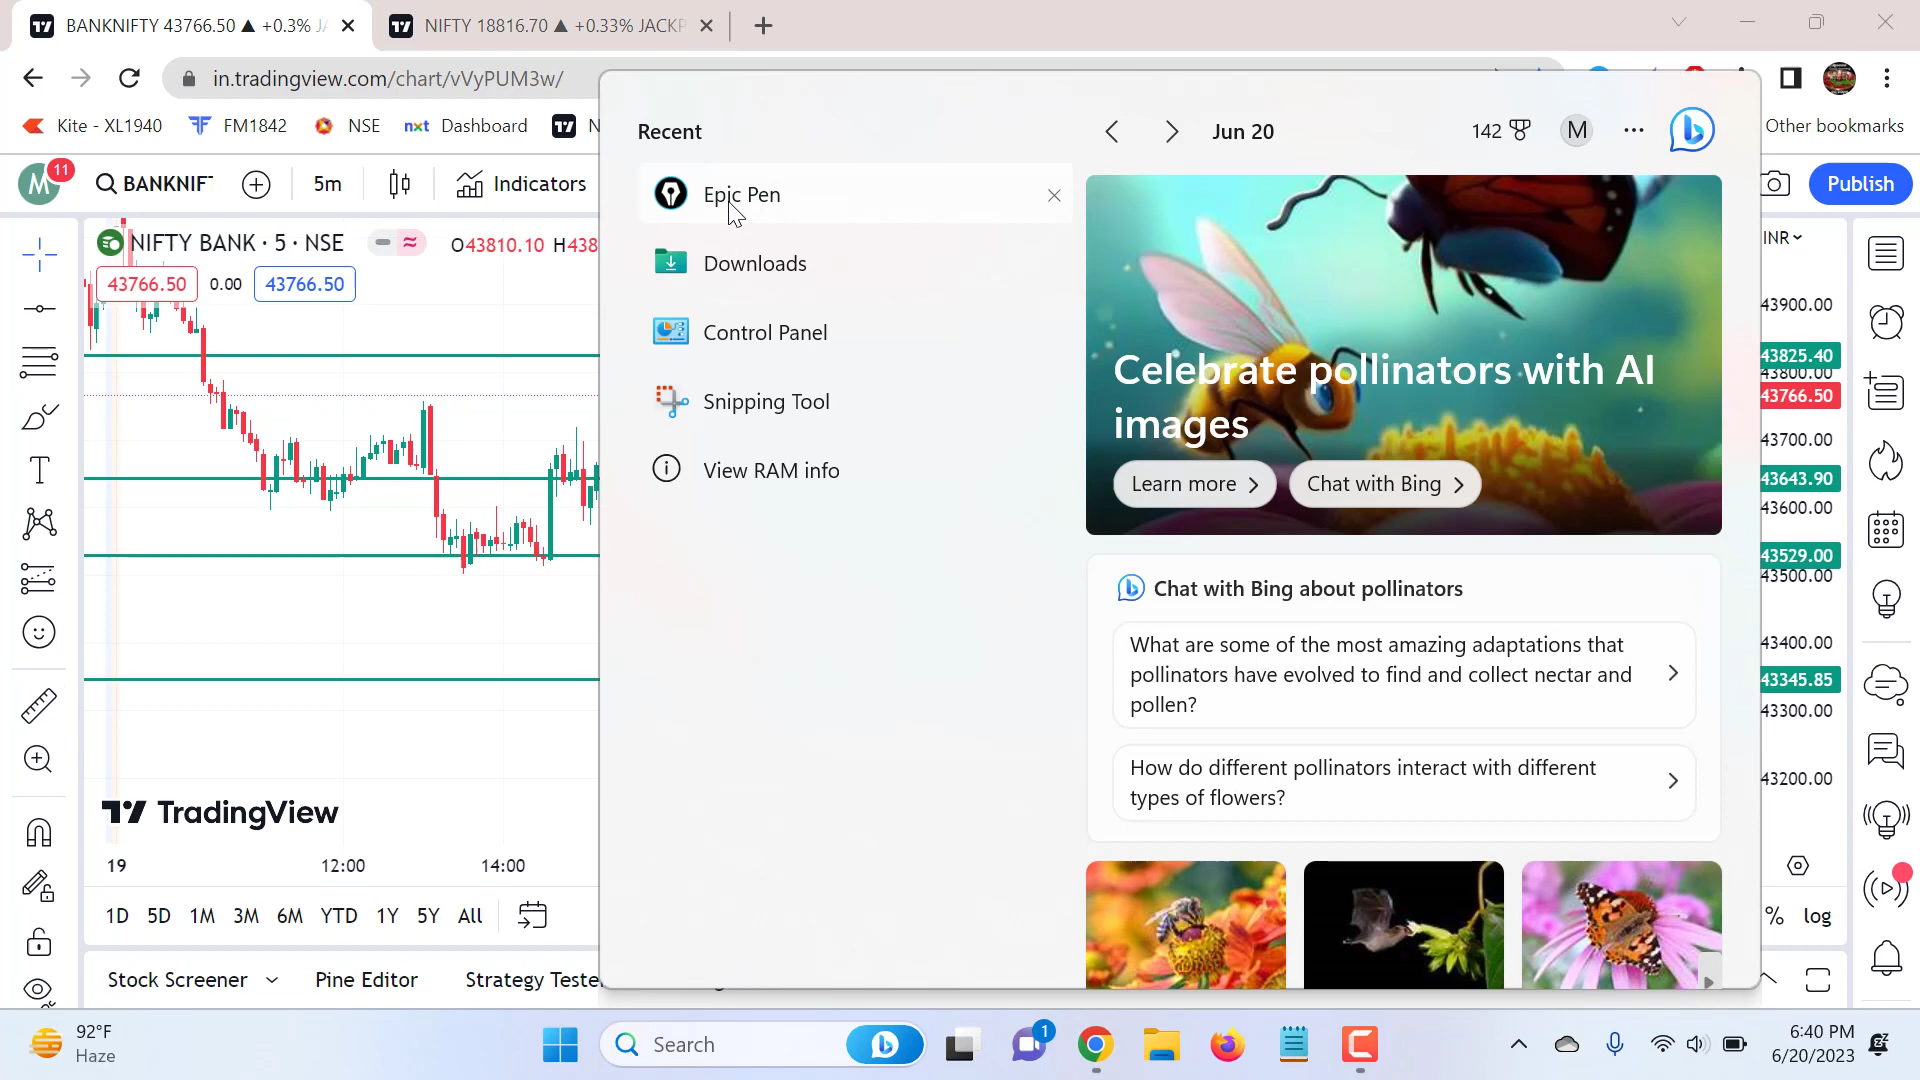 BANKNIFTY 43766.50 ▲ +0.3% JA
NIFTY 18816.70 ▲ +0.33% JACKP
in.tradingview.com/chart/vVyPUM3w/
Kite - XL1940
FM1842
NSE
nxt Dashboard
N
Other bookmarks
M
11
BANKNIF
5m
Indicators
Publish
NIFTY BANK · 5 · NSE
O43810.10 H438
43766.50
0.00
43766.50
TradingView
19
12:00
14:00
1D
5D
1M
3M
6M
YTD
1Y
5Y
All
Stock Screener
Pine Editor
Strategy Teste
Recent
Epic Pen
Downloads
Control Panel
Snipping Tool
View RAM info
Jun 20
142
M
Celebrate pollinators with AI
images
Learn more
Chat with Bing
Chat with Bing about pollinators
What are some of the most amazing adaptations that
pollinators have evolved to find and collect nectar and
pollen?
How do different pollinators interact with different
types of flowers?
INR
43900.00
43825.40
43800.00
43766.50
43700.00
43643.90
43600.00
43529.00
43500.00
43400.00
43345.85
43300.00
43200.00
%
log
92°F
Haze
Search
1
6:40 PM
6/20/2023